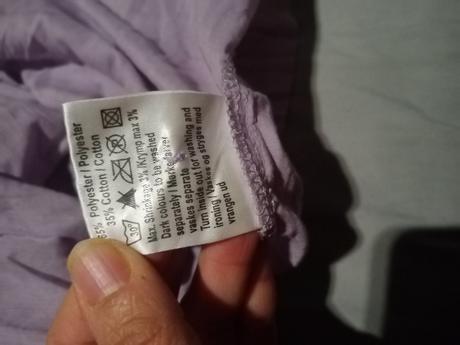 65% Polyester / Polyester
35% Cotton / Cotton
30°
Max. Shrinkage 3% / Krymp max 3%
Dark colours to be washed
separately / Mørke farver
vaskes separate
Turn inside out for washing and
ironing / Vaskes og stryges med
vrangen ud